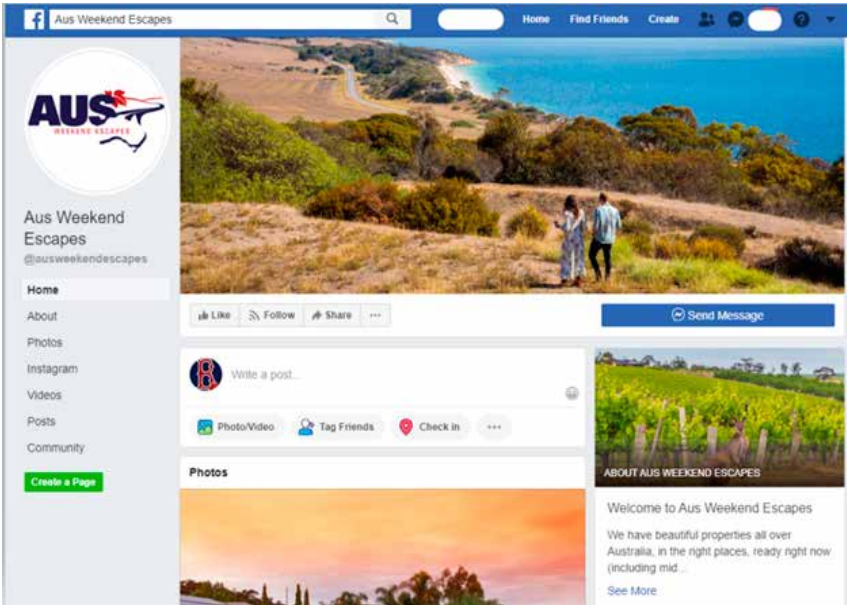 Aus Weekend Escapes
Home Find Friends Create
AUS
WEEKEND ESCAPES
Aus Weekend
Escapes
@ausweekendescapes
Home
About
Photos
Instagram
Videos
Posts
Community
Create a Page
Like Follow Share ...
Send Message
B
Write a post...
Photo/Video Tag Friends Check in ...
Photos
ABOUT AUS WEEKEND ESCAPES
Welcome to Aus Weekend Escapes
We have beautiful properties all over
Australia, in the right places, ready right now
(including mid...
See More